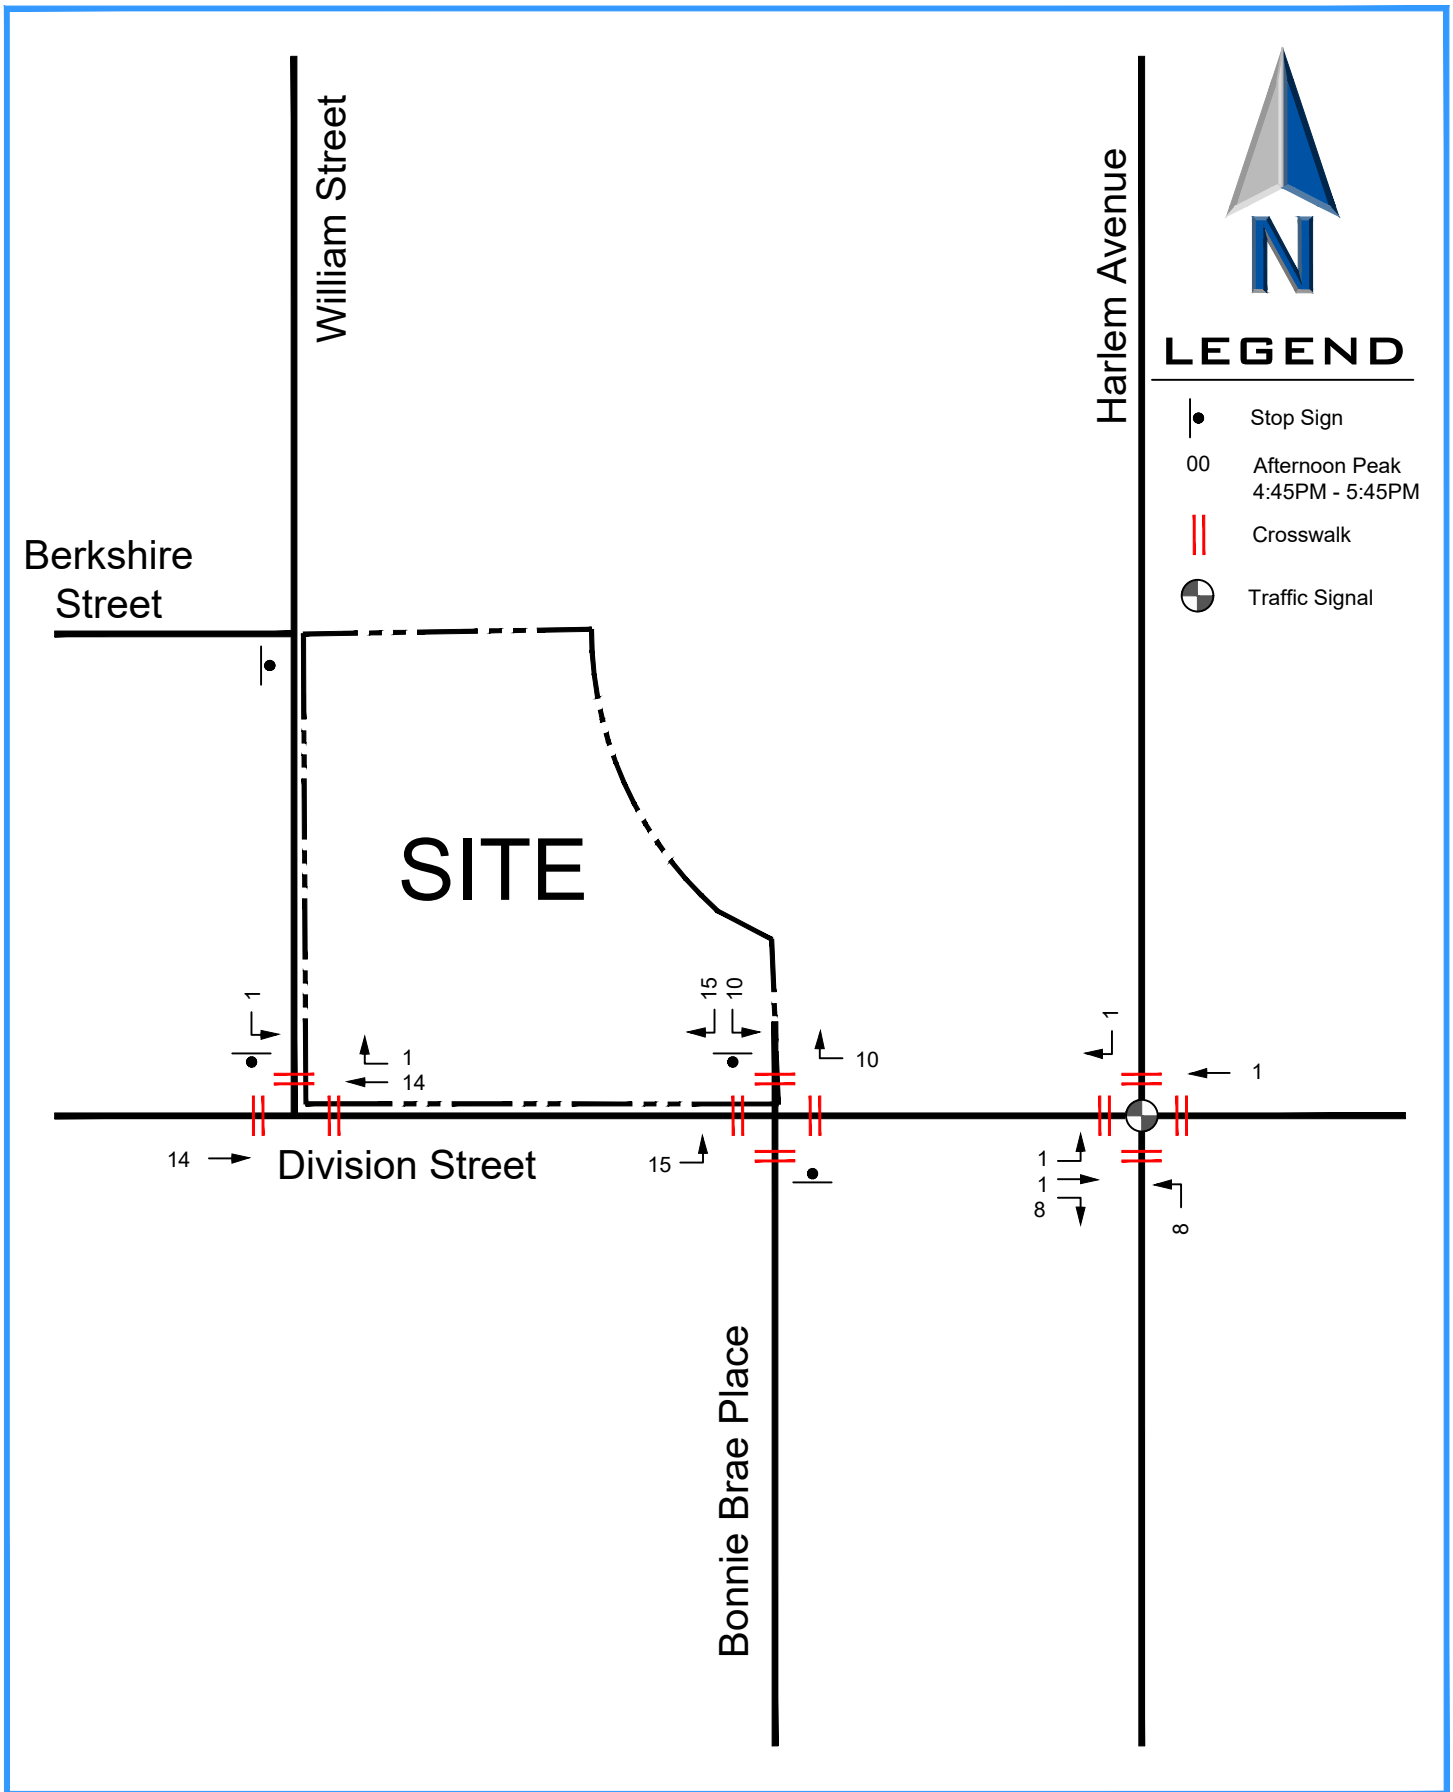 William Street
Harlem Avenue
N
LEGEND
Stop Sign
00 Afternoon Peak
4:45PM - 5:45PM
Crosswalk
Traffic Signal
Berkshire
Street
SITE
1
1
14
14
Division Street
15 10
10
15
1
1
1
1
8
8
Bonnie Brae Place